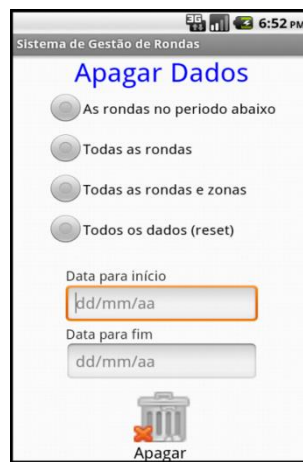 3G
6:52 PM
Sistema de Gestão de Rondas
Apagar Dados
As rondas no periodo abaixo
Todas as rondas
Todas as rondas e zonas
Todos os dados (reset)
Data para início
dd/mm/aa
Data para fim
dd/mm/aa
Apagar